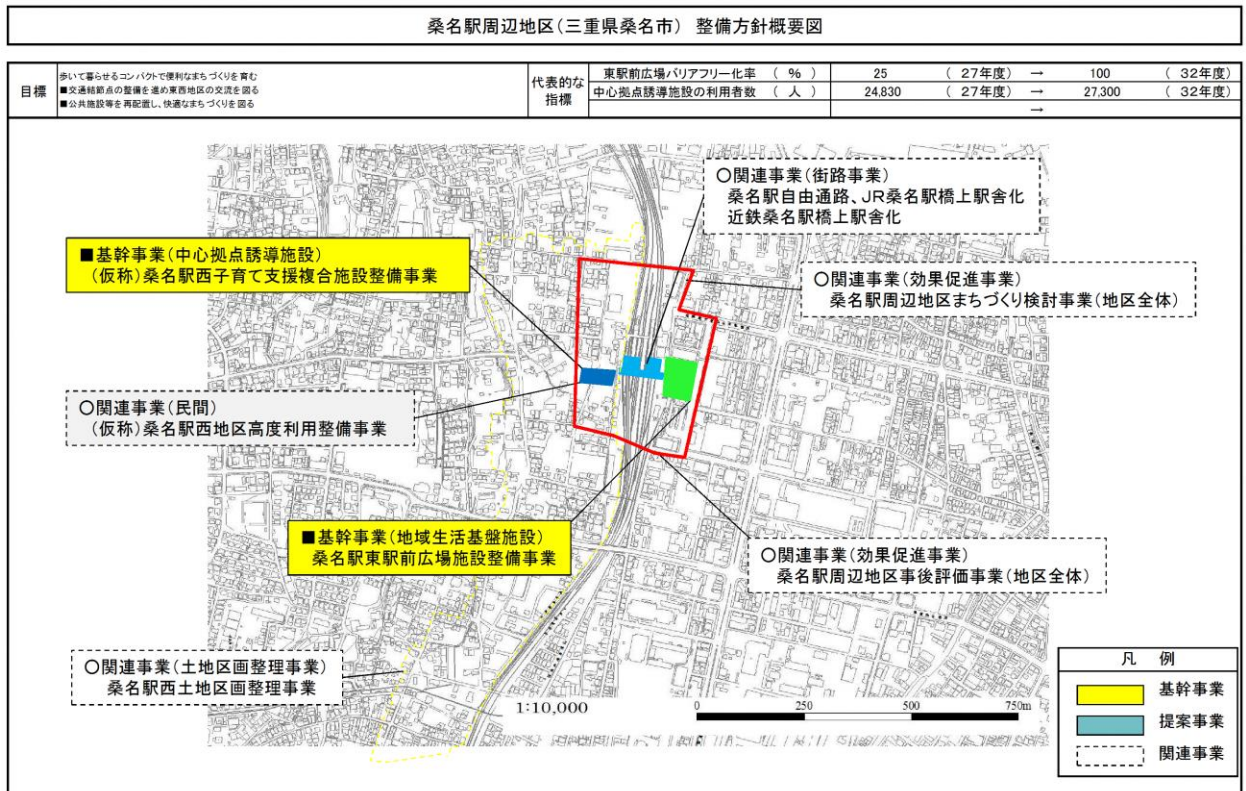 桑名駅周辺地区(三重県桑名市) 整備方針概要図
目標
歩いて暮らせるコンパクトで便利なまちづくりを育む
■交通結節点の整備を進め東西地区の交流を図る
■公共施設等を再配置し、快適なまちづくりを図る
代表的な
指標
東駅前広場バリアフリー化率 ( % ) 25 ( 27年度) → 100 ( 32年度)
中心拠点誘導施設の利用者数 ( 人 ) 24,830 ( 27年度) → 27,300 ( 32年度)
→
○関連事業(街路事業)
桑名駅自由通路、JR桑名駅橋上駅舎化
近鉄桑名駅橋上駅舎化
■基幹事業(中心拠点誘導施設)
(仮称)桑名駅西子育て支援複合施設整備事業
○関連事業(効果促進事業)
桑名駅周辺地区まちづくり検討事業(地区全体)
○関連事業(民間)
(仮称)桑名駅西地区高度利用整備事業
■基幹事業(地域生活基盤施設)
桑名駅東駅前広場施設整備事業
○関連事業(効果促進事業)
桑名駅周辺地区事後評価事業(地区全体)
○関連事業(土地区画整理事業)
桑名駅西土地区画整理事業
1:10,000
0 250 500 750m
凡 例
基幹事業
提案事業
関連事業